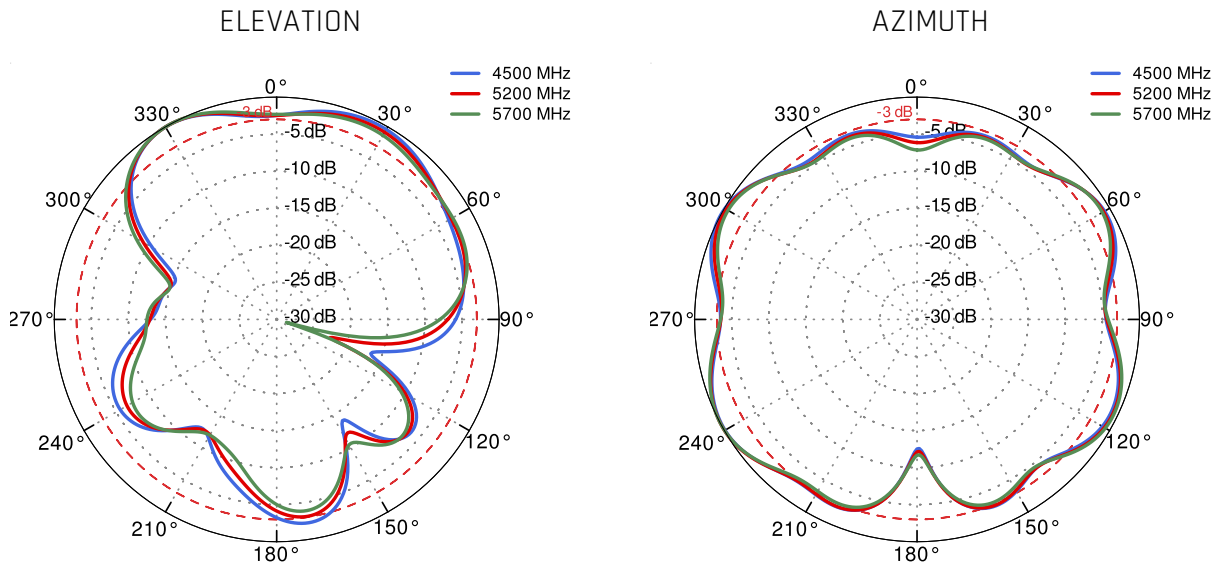 ELEVATION
4500 MHz
5200 MHz
5700 MHz
0°
330°
-3 dB
30°
-5 dB
-10 dB
300°
60°
-15 dB
-20 dB
-25 dB
270°
-30 dB
90°
240°
120°
210°
150°
180°
AZIMUTH
4500 MHz
5200 MHz
5700 MHz
0°
330°
-3 dB
30°
-5 dB
-10 dB
300°
60°
-15 dB
-20 dB
-25 dB
270°
-30 dB
90°
240°
120°
210°
150°
180°